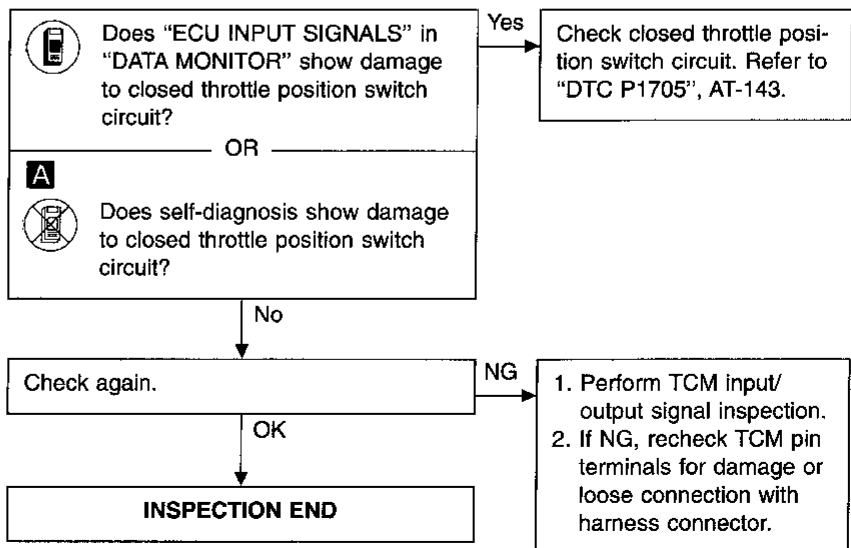 Does “ECU INPUT SIGNALS” in
“DATA MONITOR” show damage
to closed throttle position switch
circuit?
Yes
Check closed throttle posi-
tion switch circuit. Refer to
“DTC P1705”, AT-143.
OR
A
Does self-diagnosis show damage
to closed throttle position switch
circuit?
No
Check again.
NG
1. Perform TCM input/
output signal inspection.
2. If NG, recheck TCM pin
terminals for damage or
loose connection with
harness connector.
OK
INSPECTION END